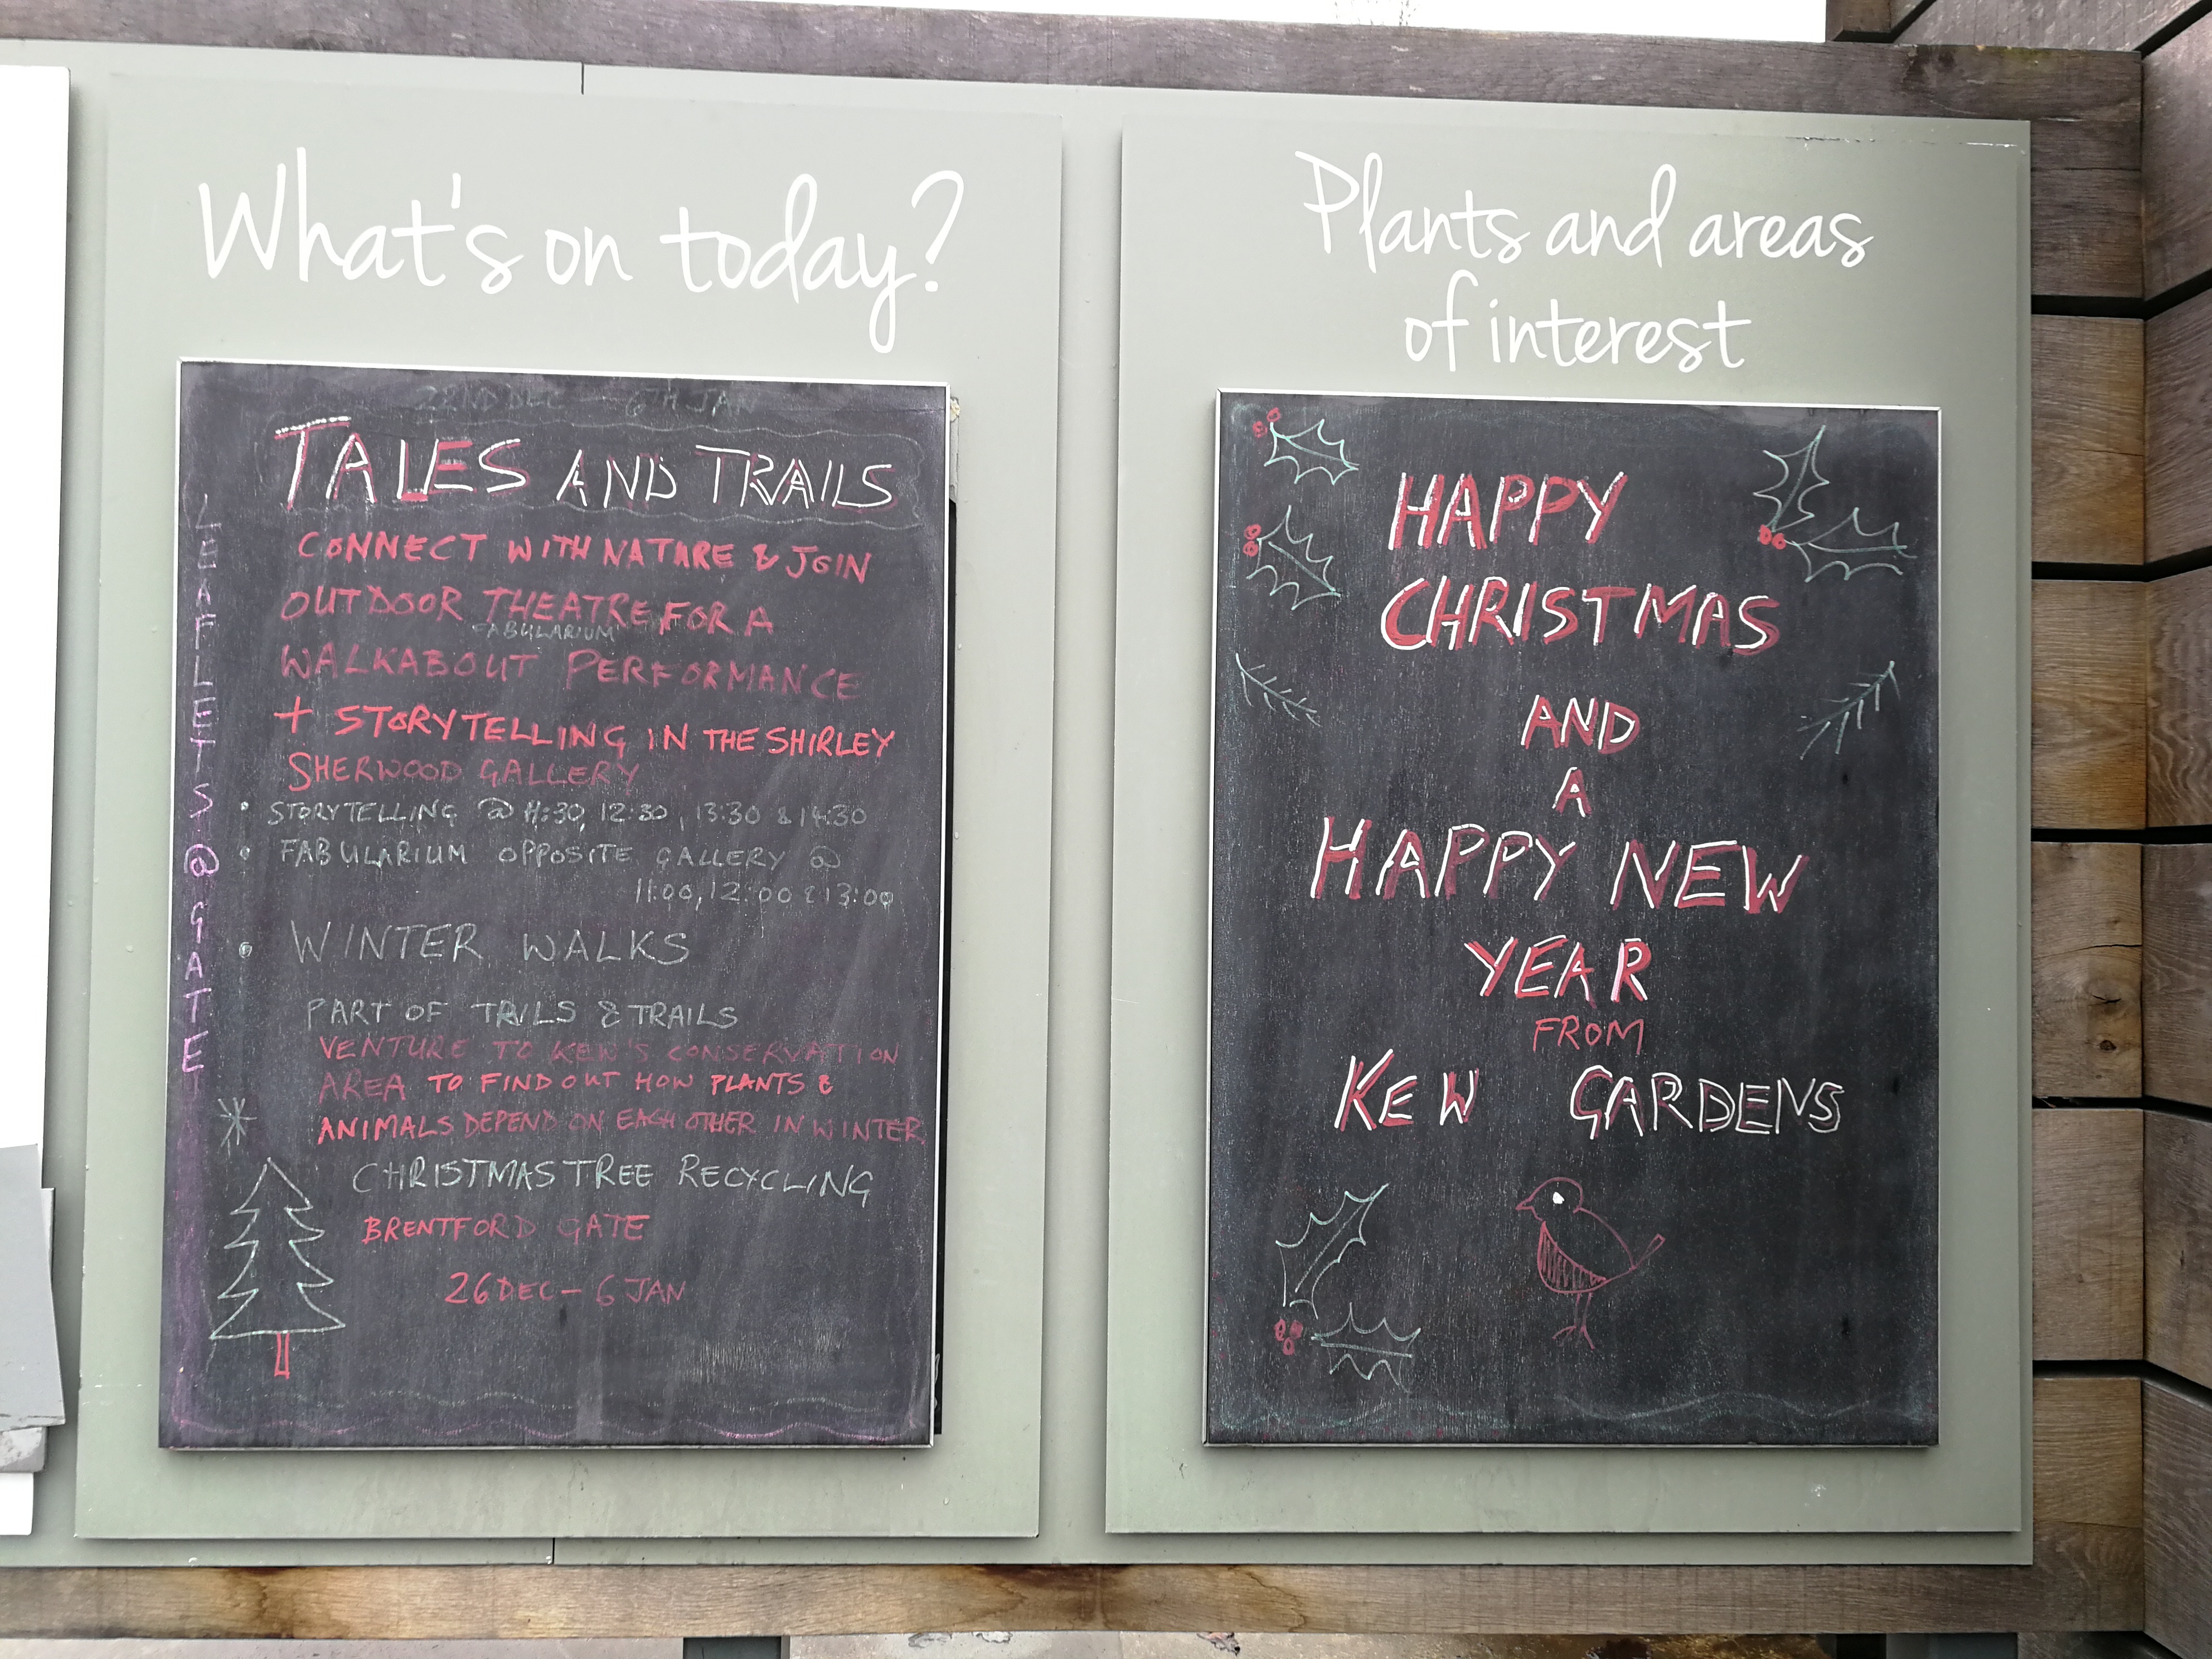 What's on today?
22ND DEC - 6TH JAN
TALES AND TRAILS
CONNECT WITH NATURE & JOIN
OUTDOOR THEATRE FOR A
FABULARIUM
WALKABOUT PERFORMANCE
+ STORYTELLING IN THE SHIRLEY
SHERWOOD GALLERY
• STORYTELLING @ 11:30, 12:30, 13:30 & 14:30
• FABULARIUM OPPOSITE GALLERY @
11:00, 12:00 & 13:00
• WINTER WALKS
PART OF & TRAILS
VENTURE TO KEW'S CONSERVATION
AREA TO FIND OUT HOW PLANTS &
ANIMALS DEPEND ON EACH OTHER IN WINTER.
CHRISTMAS TREE RECYCLING
BRENTFORD GATE
26 DEC - 6 JAN
LEAFLETS @ GATE
Plants and areas
of interest
HAPPY
CHRISTMAS
AND
A
HAPPY NEW
YEAR
FROM
KEW GARDENS